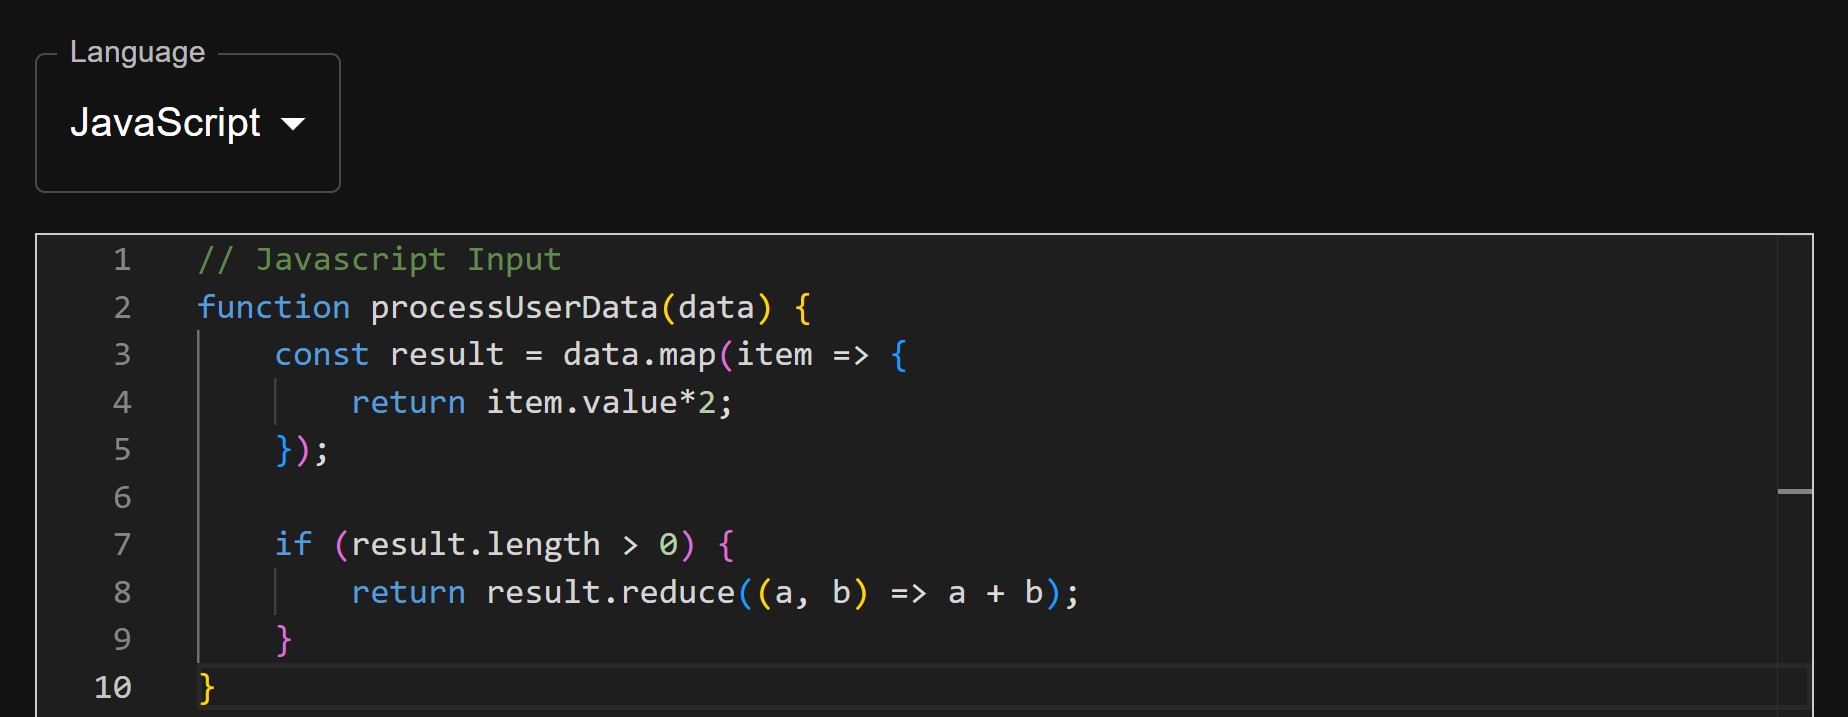 Language
JavaScript
1 // Javascript Input
2 function processUserData(data) {
3     const result = data.map(item => {
4         return item.value*2;
5     });
6
7     if (result.length > 0) {
8         return result.reduce((a, b) => a + b);
9     }
10 }